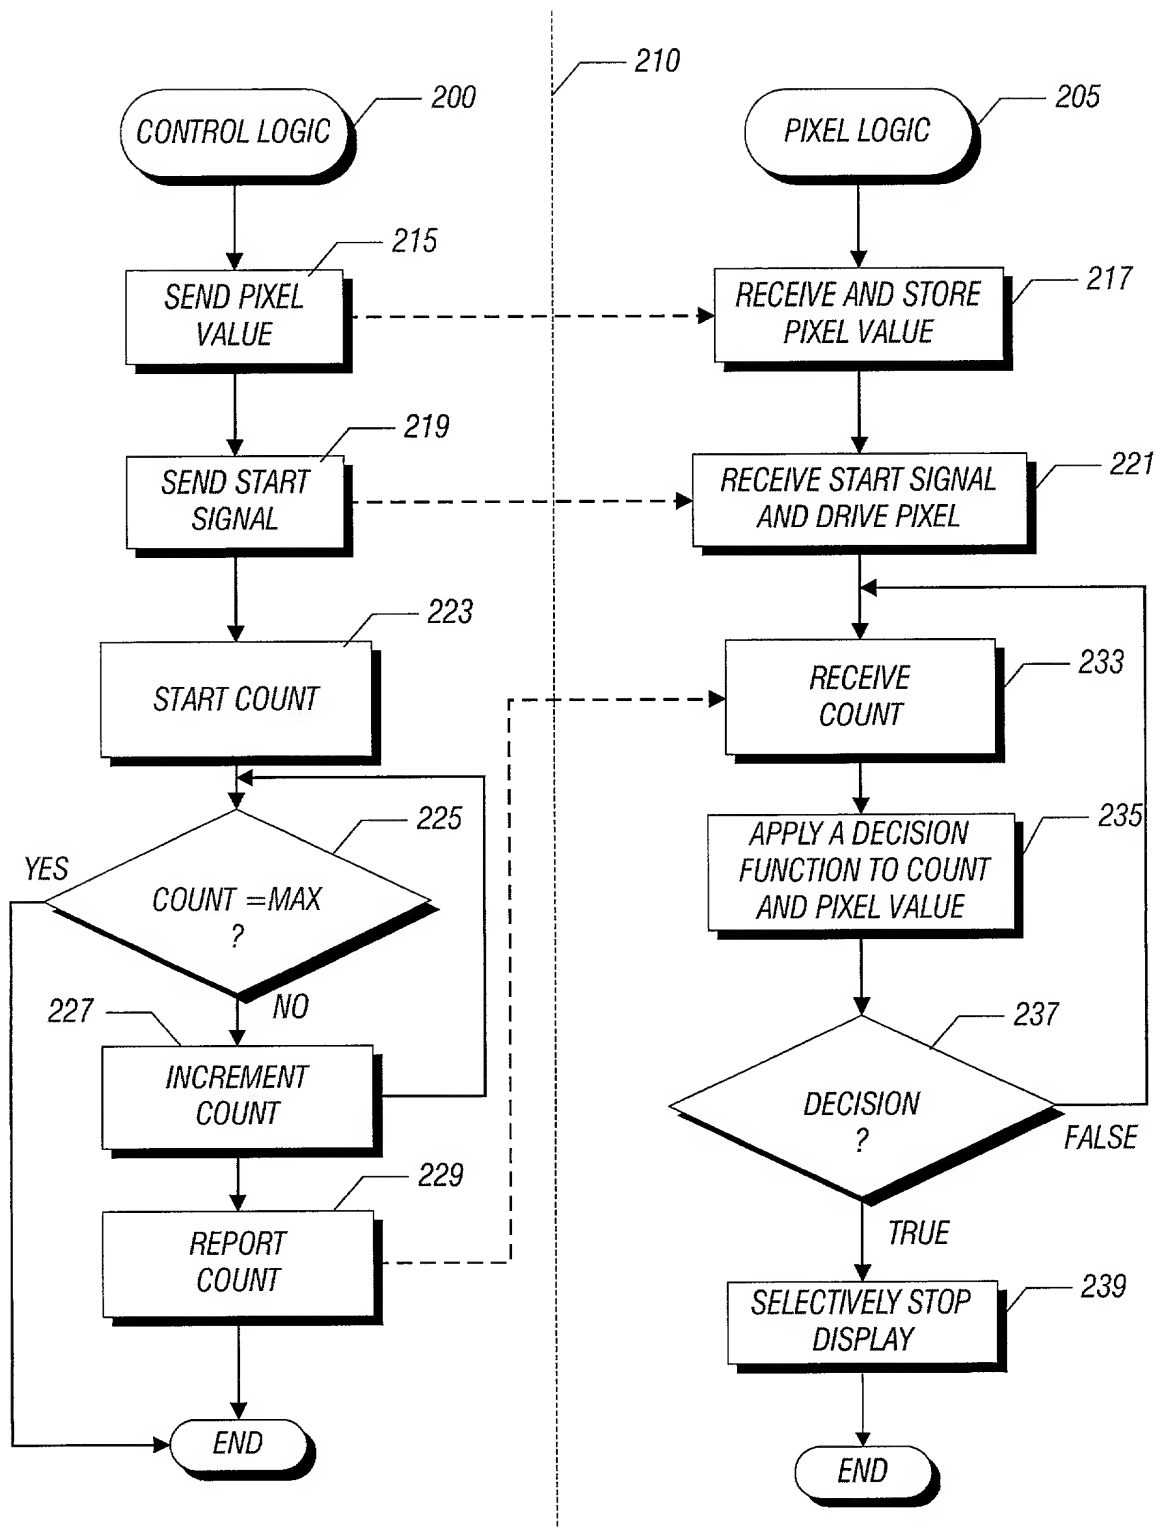 210
200
CONTROL LOGIC
205
PIXEL LOGIC
215
SEND PIXEL
VALUE
217
RECEIVE AND STORE
PIXEL VALUE
219
SEND START
SIGNAL
221
RECEIVE START SIGNAL
AND DRIVE PIXEL
223
START COUNT
233
RECEIVE
COUNT
225
YES
COUNT =MAX
?
NO
235
APPLY A DECISION
FUNCTION TO COUNT
AND PIXEL VALUE
227
INCREMENT
COUNT
237
DECISION
?
FALSE
TRUE
229
REPORT
COUNT
239
SELECTIVELY STOP
DISPLAY
END
END